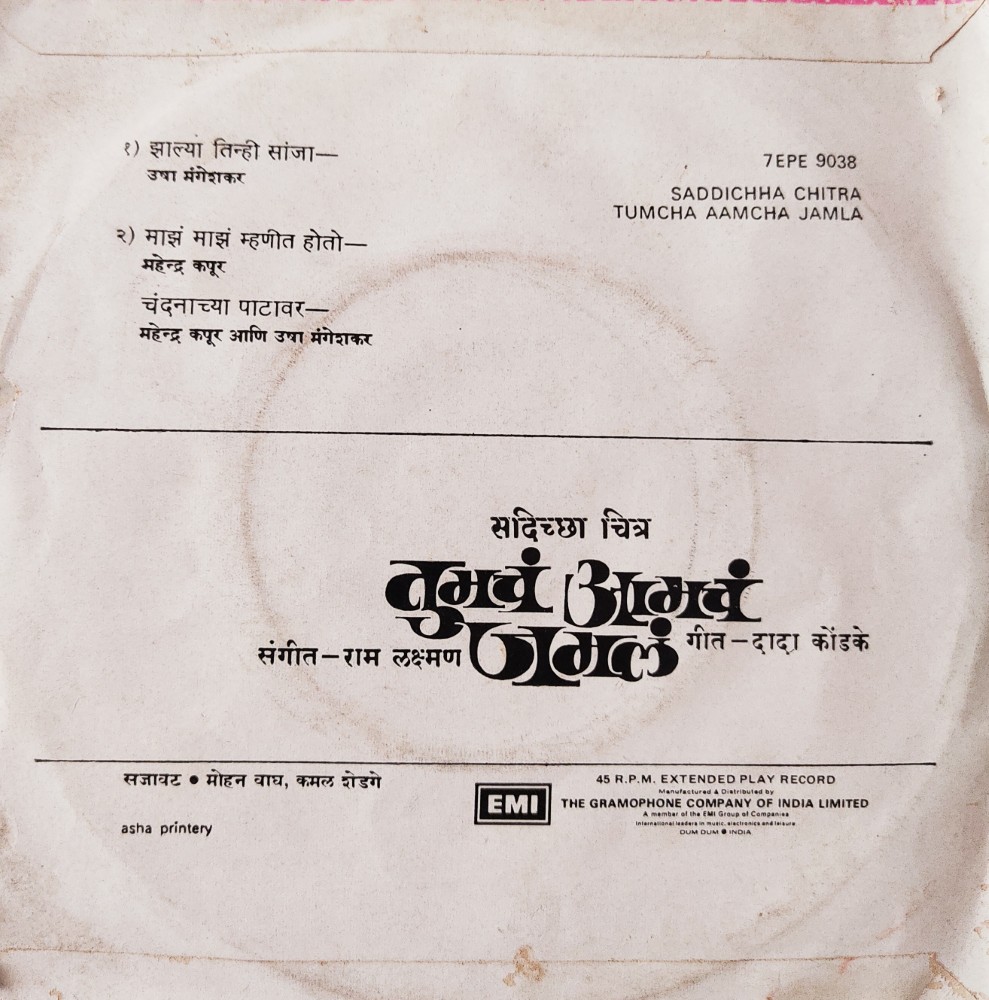 १) झाल्या तिन्ही सांजा—
उषा मंगेशकर
२) माझं माझं म्हणीत होतो—
महेन्द्र कपूर
चंदनाच्या पाटावर—
महेन्द्र कपूर आणि उषा मंगेशकर
7EPE 9038
SADDICHHA CHITRA
TUMCHA AAMCHA JAMLA
सदिच्छा चित्र
तुमचं आमचं
जमलं
संगीत – राम लक्ष्मण
गीत – दादा कोंडके
सजावट ● मोहन वाघ, कमल शेडगे
asha printery
EMI
45 R.P.M. EXTENDED PLAY RECORD
Manufactured & Distributed by
THE GRAMOPHONE COMPANY OF INDIA LIMITED
A member of the EMI Group of Companies
International leaders in music, electronics and leisure
DUM DUM ● INDIA